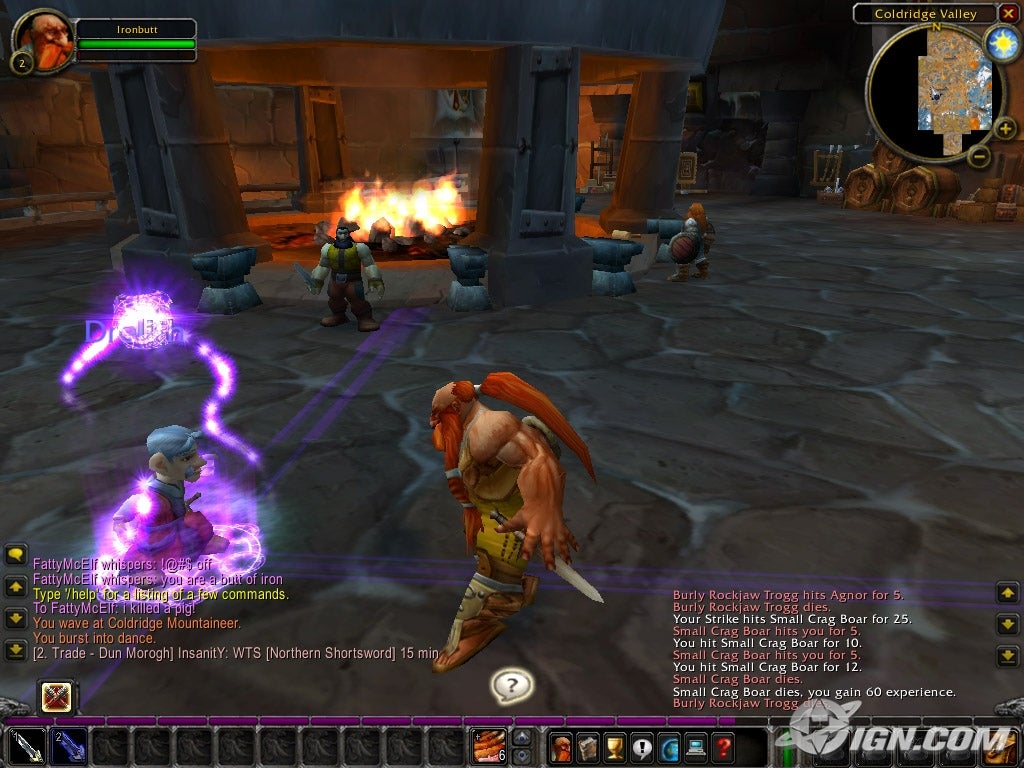 Ironbutt
2
Coldridge Valley
N
FattyMcElf whispers: !@#$ off
FattyMcElf whispers: you are a butt of iron
Type '/help' for a listing of a few commands.
To FattyMcElf: i killed a pig!
You wave at Coldridge Mountaineer.
You burst into dance.
[2. Trade - Dun Morogh] InsanitY: WTS [Northern Shortsword] 15 min.
Burly Rockjaw Trogg hits Agnor for 5.
Burly Rockjaw Trogg dies.
Your Strike hits Small Crag Boar for 25.
Small Crag Boar hits you for 5.
You hit Small Crag Boar for 10.
Small Crag Boar hits you for 5.
You hit Small Crag Boar for 12.
Small Crag Boar dies.
Small Crag Boar dies, you gain 60 experience.
Burly Rockjaw Trogg dies.
?
1
2
6
!
?
IGN.COM